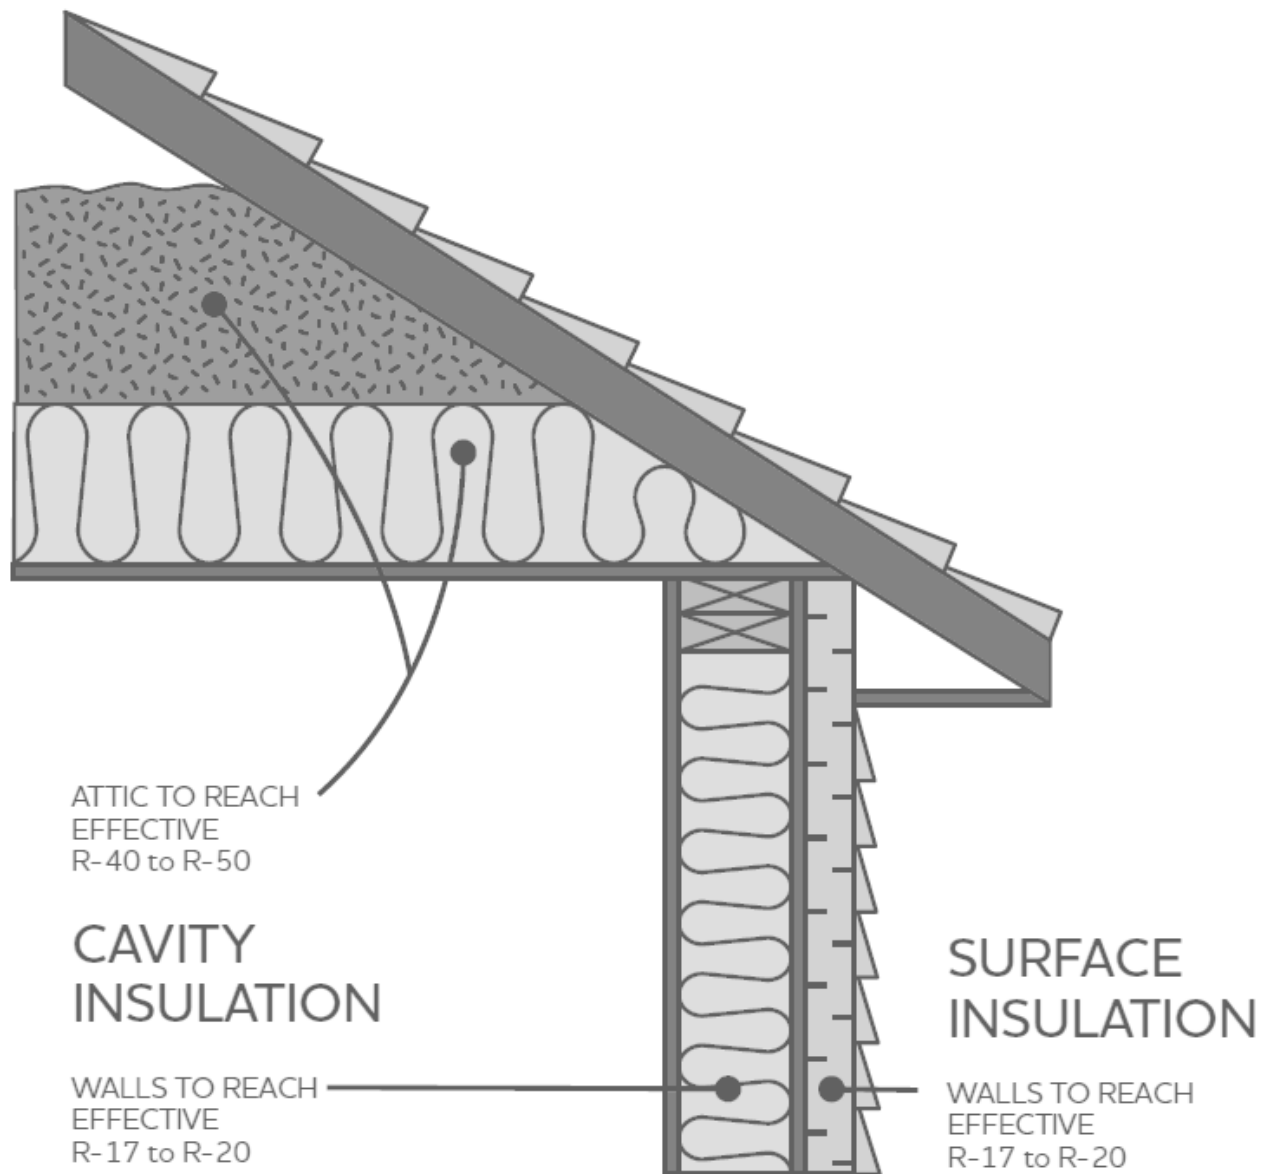 ATTIC TO REACH
EFFECTIVE
R-40 to R-50
CAVITY
INSULATION
WALLS TO REACH
EFFECTIVE
R-17 to R-20
SURFACE
INSULATION
WALLS TO REACH
EFFECTIVE
R-17 to R-20